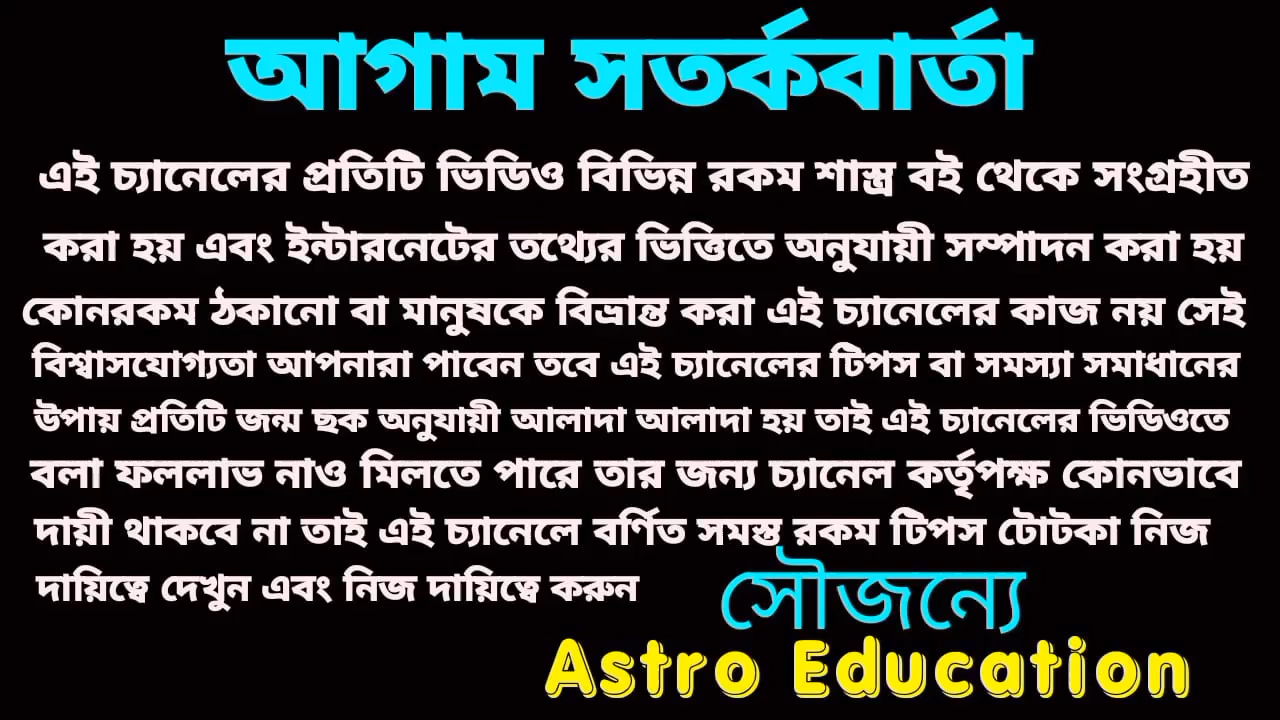 আগাম সতর্কবার্তা
এই চ্যানেলের প্রতিটি ভিডিও বিভিন্ন রকম শাস্ত্র বই থেকে সংগ্রহীত
করা হয় এবং ইন্টারনেটের তথ্যের ভিত্তিতে অনুযায়ী সম্পাদন করা হয়
কোনরকম ঠকানো বা মানুষকে বিভ্রান্ত করা এই চ্যানেলের কাজ নয় সেই
বিশ্বাসযোগ্যতা আপনারা পাবেন তবে এই চ্যানেলের টিপস বা সমস্যা সমাধানের
উপায় প্রতিটি জন্ম ছক অনুযায়ী আলাদা আলাদা হয় তাই এই চ্যানেলের ভিডিওতে
বলা ফললাভ নাও মিলতে পারে তার জন্য চ্যানেল কর্তৃপক্ষ কোনভাবে
দায়ী থাকবে না তাই এই চ্যানেলে বর্ণিত সমস্ত রকম টিপস টোটকা নিজ
দায়িত্বে দেখুন এবং নিজ দায়িত্বে করুন
সৌজন্যে
Astro Education